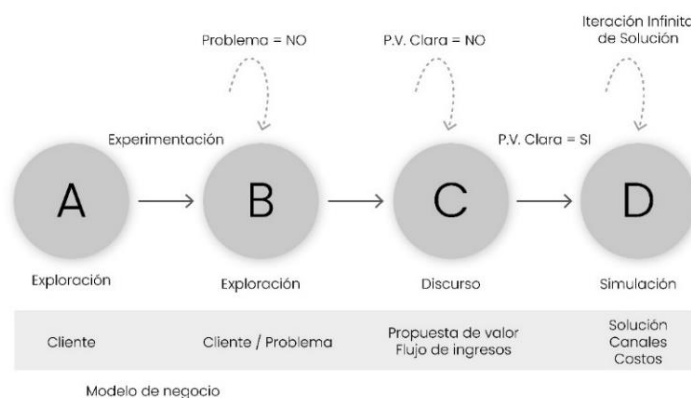 Problema = NO
P.V. Clara = NO
Iteración Infinita
de Solución
Experimentación
P.V. Clara = SI
A
B
C
D
Exploración
Exploración
Discurso
Simulación
Cliente
Cliente / Problema
Propuesta de valor
Flujo de ingresos
Solución
Canales
Costos
Modelo de negocio